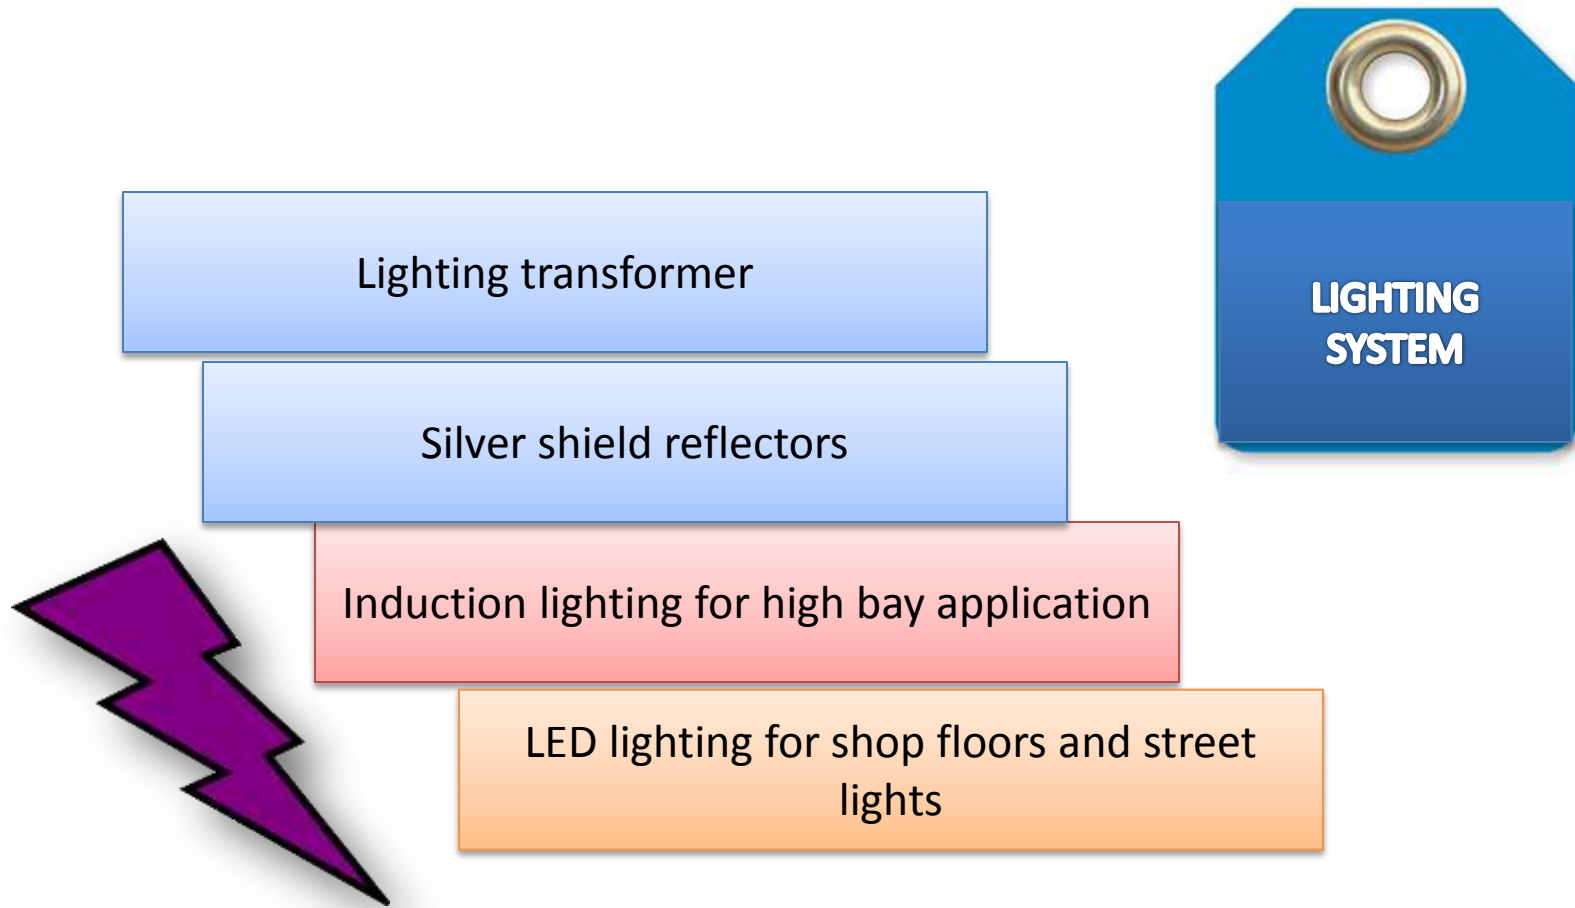 LIGHTING
SYSTEM
Lighting transformer
Silver shield reflectors
Induction lighting for high bay application
LED lighting for shop floors and street
lights